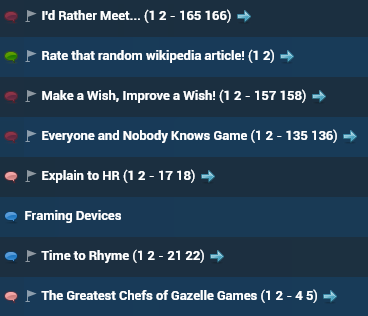 I'd Rather Meet... (1 2 - 165 166)
Rate that random wikipedia article! (1 2)
Make a Wish, Improve a Wish! (1 2 - 157 158)
Everyone and Nobody Knows Game (1 2 - 135 136)
Explain to HR (1 2 - 17 18)
Framing Devices
Time to Rhyme (1 2 - 21 22)
The Greatest Chefs of Gazelle Games (1 2 - 4 5)